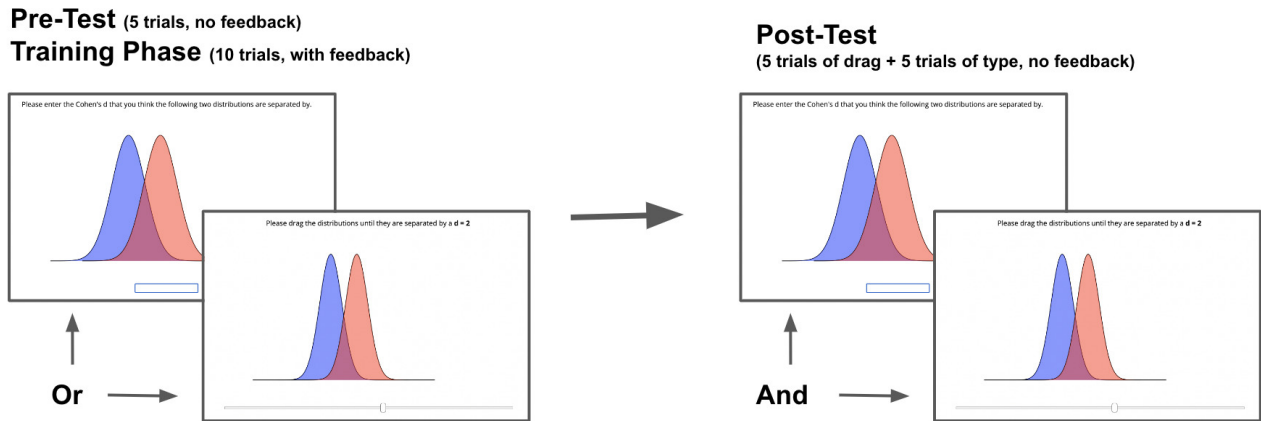 Pre-Test (5 trials, no feedback)
Training Phase (10 trials, with feedback)
Please enter the Cohen's d that you think the following two distributions are separated by.
Please drag the distributions until they are separated by a d = 2
Or
Post-Test
(5 trials of drag + 5 trials of type, no feedback)
Please enter the Cohen's d that you think the following two distributions are separated by.
Please drag the distributions until they are separated by a d = 2
And